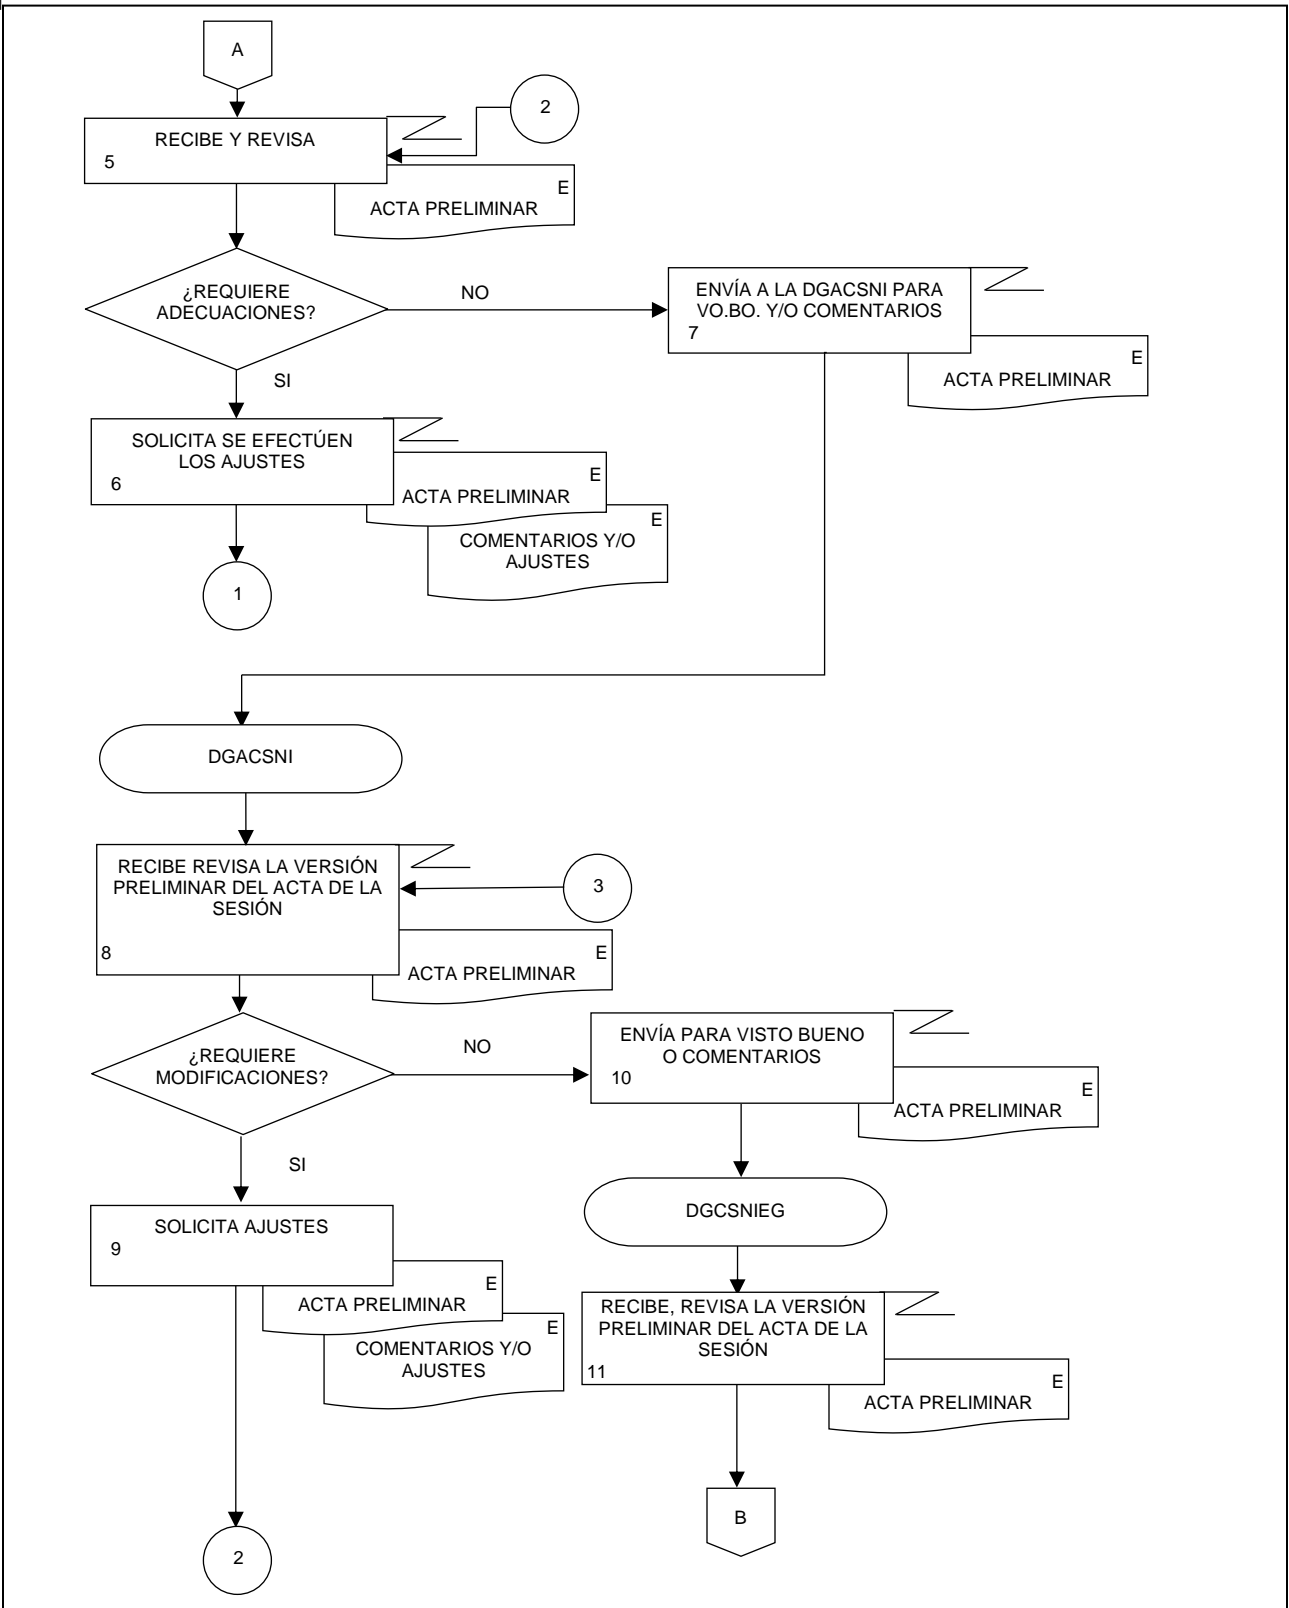 A
2
RECIBE Y REVISA
5
E
ACTA PRELIMINAR
¿REQUIERE
ADECUACIONES?
NO
ENVÍA A LA DGACSNI PARA
VO.BO. Y/O COMENTARIOS
7
E
ACTA PRELIMINAR
SI
SOLICITA SE EFECTÚEN
LOS AJUSTES
6
E
ACTA PRELIMINAR
E
COMENTARIOS Y/O
AJUSTES
1
DGACSNI
RECIBE REVISA LA VERSIÓN
PRELIMINAR DEL ACTA DE LA
SESIÓN
8
3
E
ACTA PRELIMINAR
¿REQUIERE
MODIFICACIONES?
NO
ENVÍA PARA VISTO BUENO
O COMENTARIOS
10
E
ACTA PRELIMINAR
SI
SOLICITA AJUSTES
9
E
ACTA PRELIMINAR
E
COMENTARIOS Y/O
AJUSTES
2
DGCSNIEG
RECIBE, REVISA LA VERSIÓN
PRELIMINAR DEL ACTA DE LA
SESIÓN
11
E
ACTA PRELIMINAR
B